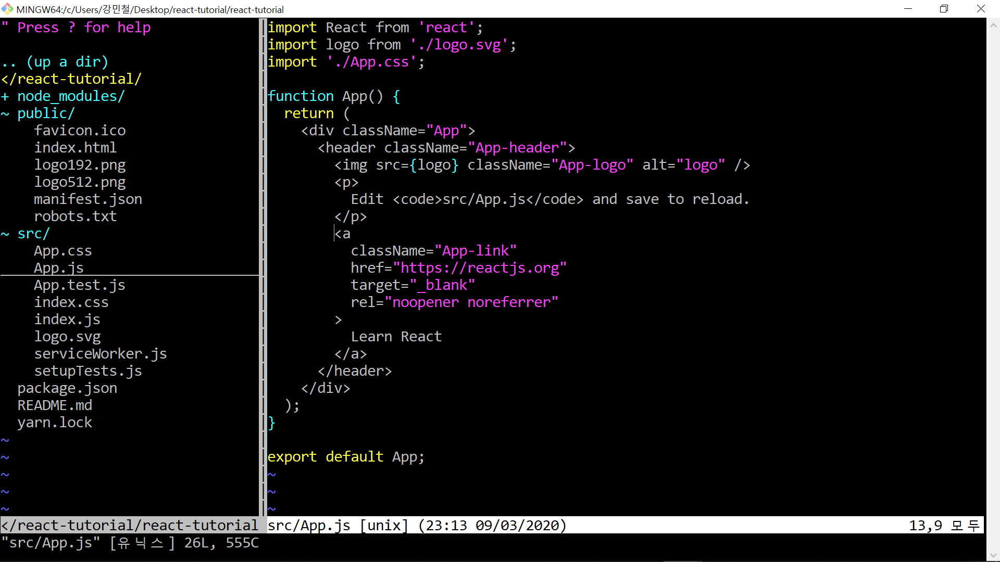 MINGW64:/c/Users/강민철/Desktop/react-tutorial/react-tutorial
" Press ? for help

.. (up a dir)
</react-tutorial/
+ node_modules/
~ public/
    favicon.ico
    index.html
    logo192.png
    logo512.png
    manifest.json
    robots.txt
~ src/
    App.css
    App.js
    App.test.js
    index.css
    index.js
    logo.svg
    serviceWorker.js
    setupTests.js
  package.json
  README.md
  yarn.lock
~
~
~
~
~
</react-tutorial/react-tutorial
import React from 'react';
import logo from './logo.svg';
import './App.css';

function App() {
  return (
    <div className="App">
      <header className="App-header">
        <img src={logo} className="App-logo" alt="logo" />
        <p>
          Edit <code>src/App.js</code> and save to reload.
        </p>
        <a
          className="App-link"
          href="https://reactjs.org"
          target="_blank"
          rel="noopener noreferrer"
        >
          Learn React
        </a>
      </header>
    </div>
  );
}

export default App;
~
~
~
src/App.js [unix] (23:13 09/03/2020) 13,9 모두
"src/App.js" [유닉스] 26L, 555C